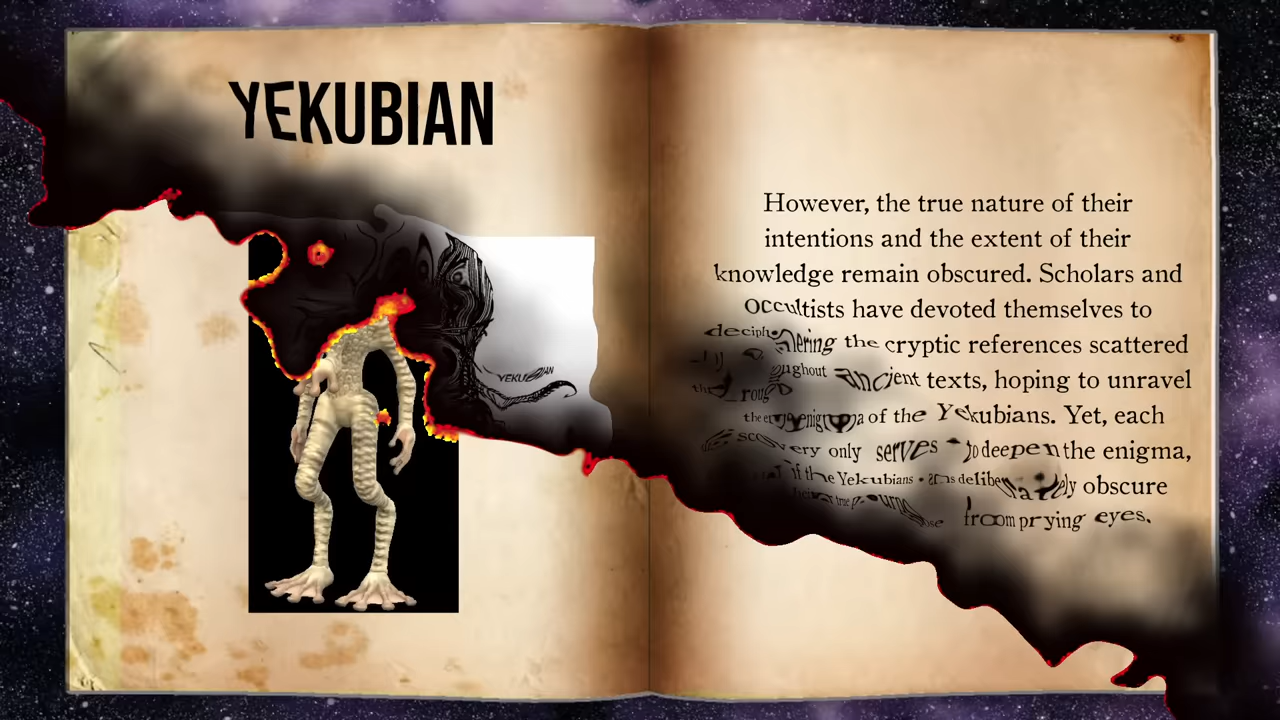 YEKUBIAN
YEKUBIAN
However, the true nature of their
intentions and the extent of their
knowledge remain obscured. Scholars and
Occultists have devoted themselves to
the cryptic references scattered
ancient texts, hoping to unravel
of the Yekubians. Yet, each
only serves to deepen the enigma,
if the Yekubians obscure
from prying eyes.